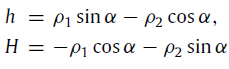 h = ρ₁ sin α − ρ₂ cos α,
H = −ρ₁ cos α − ρ₂ sin α